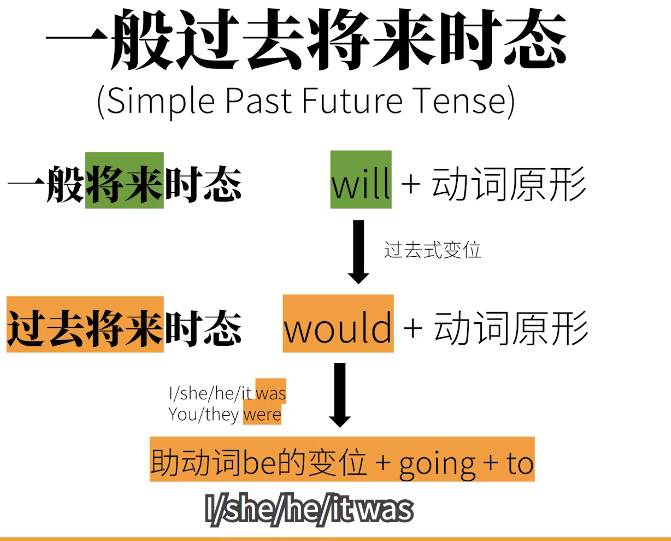 一般过去将来时态
(Simple Past Future Tense)
一般将来时态 will + 动词原形
过去式变位
过去将来时态 would + 动词原形
I/she/he/it was
You/they were
助动词be的变位 + going + to
I/she/he/it was